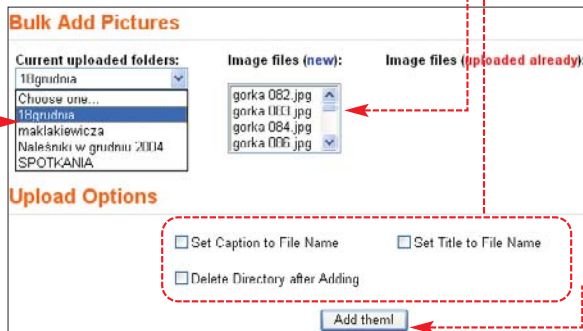 Bulk Add Pictures
Current uploaded folders:
Image files (new):
Image files (uploaded already):
18grudnia
Choose one...
18grudnia
maklakiewicza
Naleśniki w grudniu 2004
SPOTKANIA
gorka 082.jpg
gorka 083.jpg
gorka 084.jpg
gorka 086.jpg
Upload Options
Set Caption to File Name
Set Title to File Name
Delete Directory after Adding
Add them!